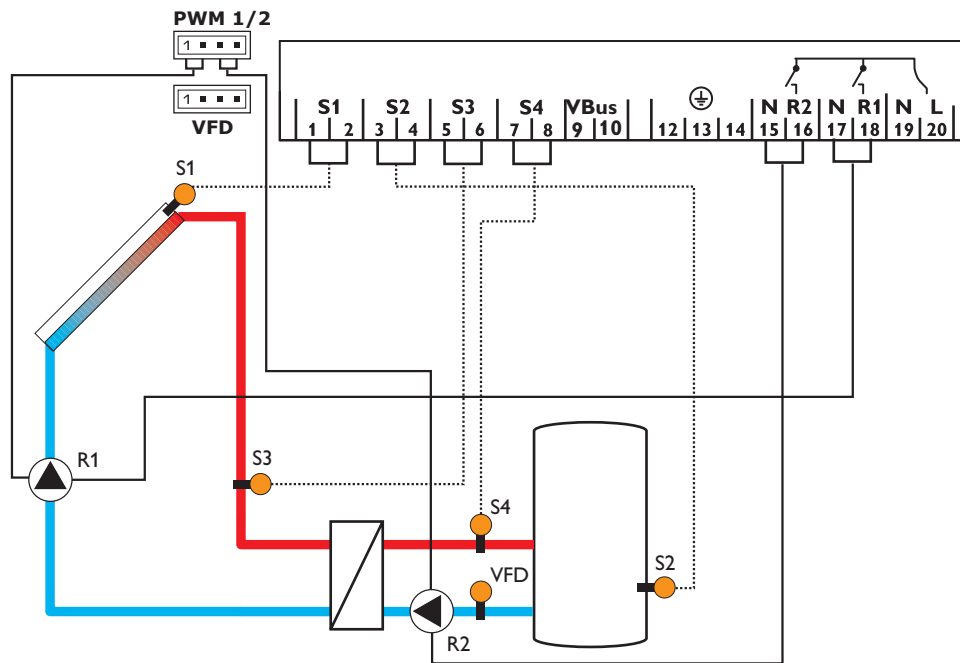 PWM 1/2
1
1
VFD
S1 S2 S3 S4 VBus N R2 N R1 N L
1 2 3 4 5 6 7 8 9 10 12 13 14 15 16 17 18 19 20
S1
R1
S3
S4
VFD
S2
R2